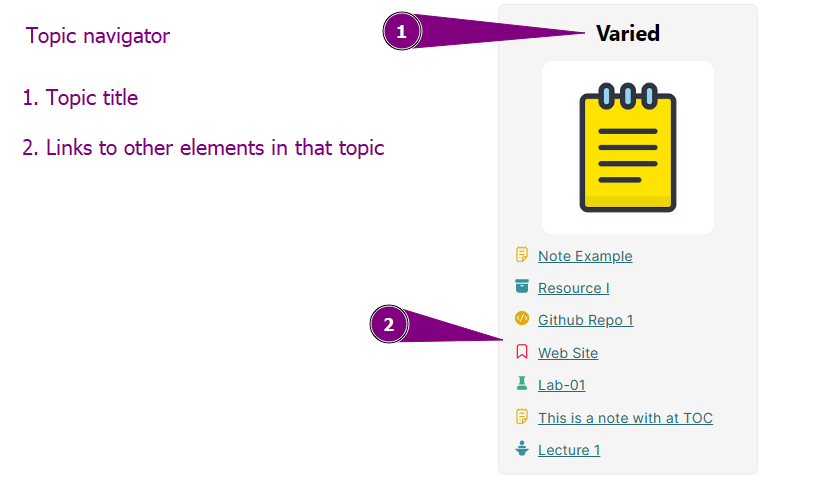 Topic navigator
1. Topic title
2. Links to other elements in that topic
1
Varied
2
Note Example
Resource I
Github Repo 1
Web Site
Lab-01
This is a note with at TOC
Lecture 1